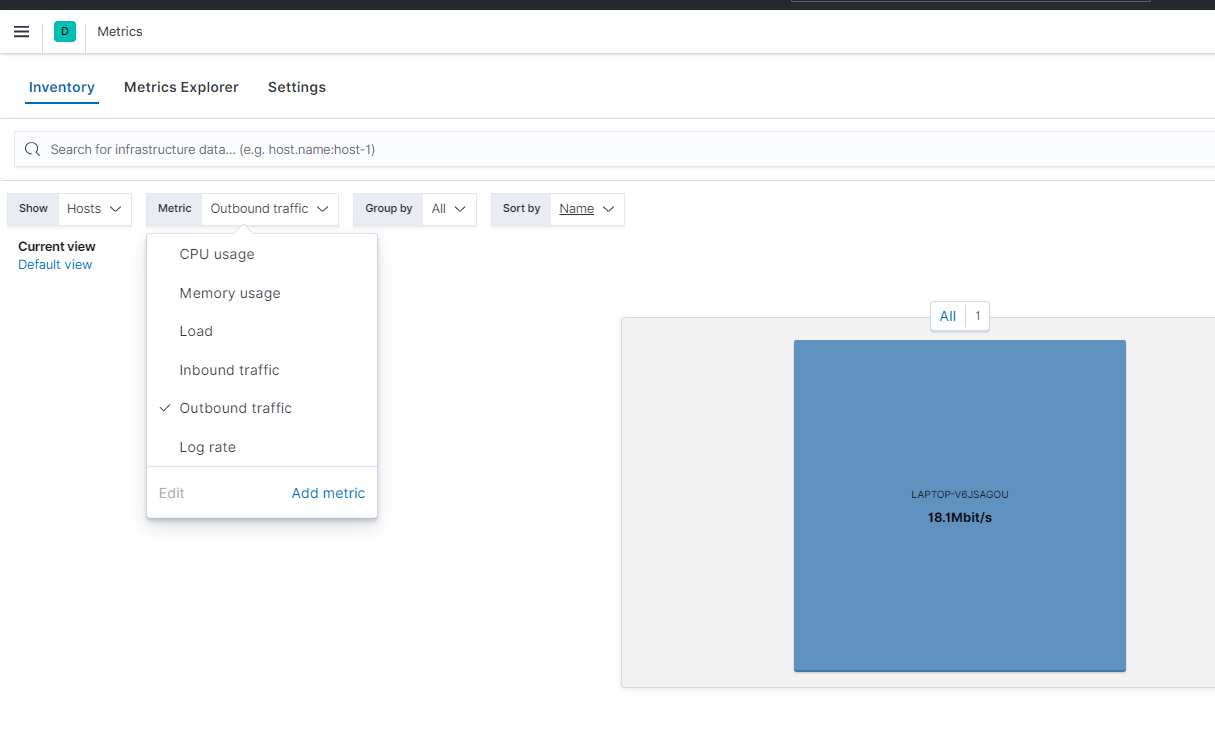 D Metrics
Inventory Metrics Explorer Settings
Search for infrastructure data... (e.g. host.name:host-1)
Show Hosts Metric Outbound traffic Group by All Sort by Name
Current view
Default view
CPU usage
Memory usage
Load
Inbound traffic
Outbound traffic
Log rate
Edit Add metric
All 1
LAPTOP-V6JSAGOU
18.1Mbit/s